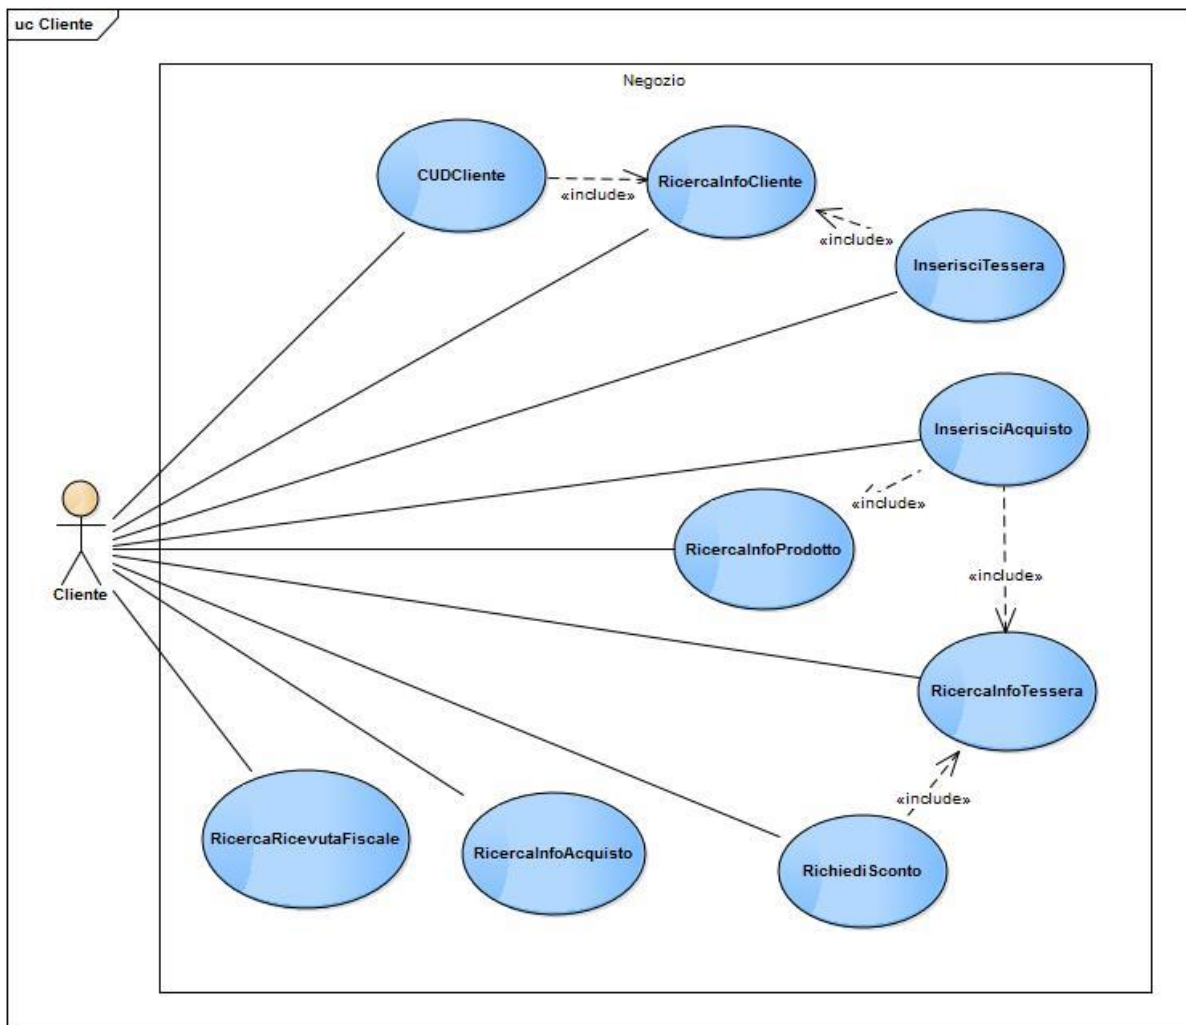 uc Cliente
Negozio
CUDCliente
«include»
RicercaInfoCliente
«include»
InserisciTessera
InserisciAcquisto
«include»
RicercaInfoProdotto
«include»
Cliente
RicercaInfoTessera
«include»
RicercaRicevutaFiscale
RicercaInfoAcquisto
RichiediSconto